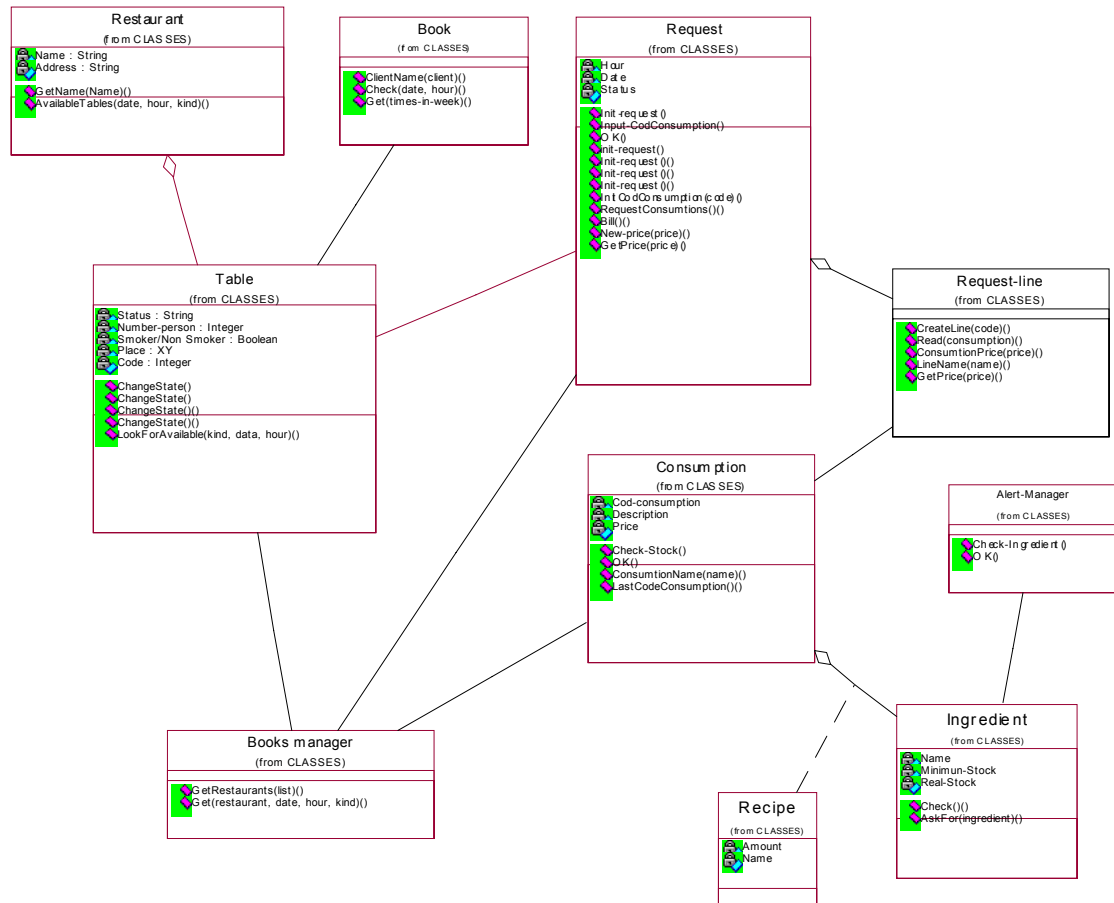 Restaurant
(from CLASSES)
Name : String
Address : String
GetName(Name)()
AvailableTables(date, hour, kind)()
Book
(from CLASSES)
ClientName(client)()
Check(date, hour)()
Get(times-in-week)()
Request
(from CLASSES)
Hour
Date
Status
Init-request()
Input-CodConsumption()
OK()
init-request()
Init-request()()
Init-request()()
Init-request()()
IntCodConsumption(code)()
RequestConsumtions()()
Bill()()
New-price(price)()
GetPrice(price)()
Table
(from CLASSES)
Status : String
Number-person : Integer
Smoker/Non Smoker : Boolean
Place : XY
Code : Integer
ChangeState()
ChangeState()
ChangeState()()
ChangeState()()
LookForAvailable(kind, data, hour)()
Request-line
(from CLASSES)
CreateLine(code)()
Read(consumption)()
ConsumtionPrice(price)()
LineName(name)()
GetPrice(price)()
Consumption
(from CLASSES)
Cod-consumption
Description
Price
Check-Stock()
OK()
ConsumtionName(name)()
LastCodeConsumption()()
Alert-Manager
(from CLASSES)
Check-Ingredient()
OK()
Books manager
(from CLASSES)
GetRestaurants(list)()
Get(restaurant, date, hour, kind)()
Ingredient
(from CLASSES)
Name
Minimun-Stock
Real-Stock
Check()()
AskFor(ingredient)()
Recipe
(from CLASSES)
Amount
Name